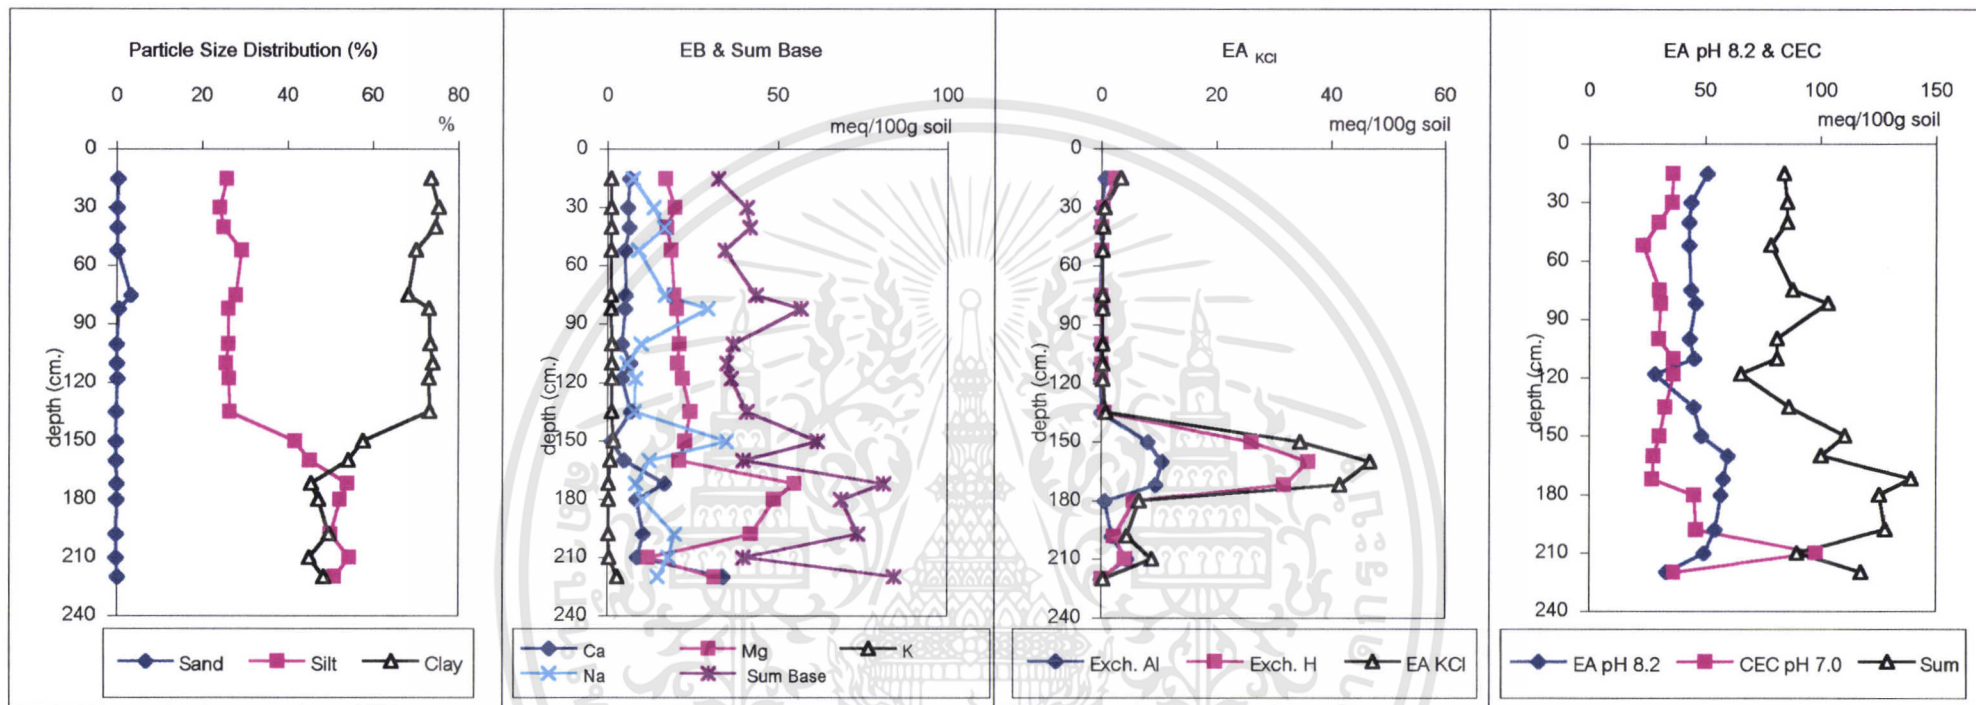 Particle Size Distribution (%)
0 20 40 60 80
%
0
30
60
90
118
150
180
210
240
depth (cm.)
Sand Silt Clay
EB & Sum Base
0 50 100
meq/100g soil
0
30
60
90
118
150
180
210
240
depth (cm.)
Ca Mg K
Na Sum Base
EA KCl
0 20 40 60
meq/100g soil
0
30
60
90
118
150
180
210
240
depth (cm.)
Exch. Al Exch. H EA KCl
EA pH 8.2 & CEC
0 50 100 150
meq/100g soil
0
30
60
90
118
150
180
210
240
depth (cm.)
EA pH 8.2 CEC pH 7.0 Sum